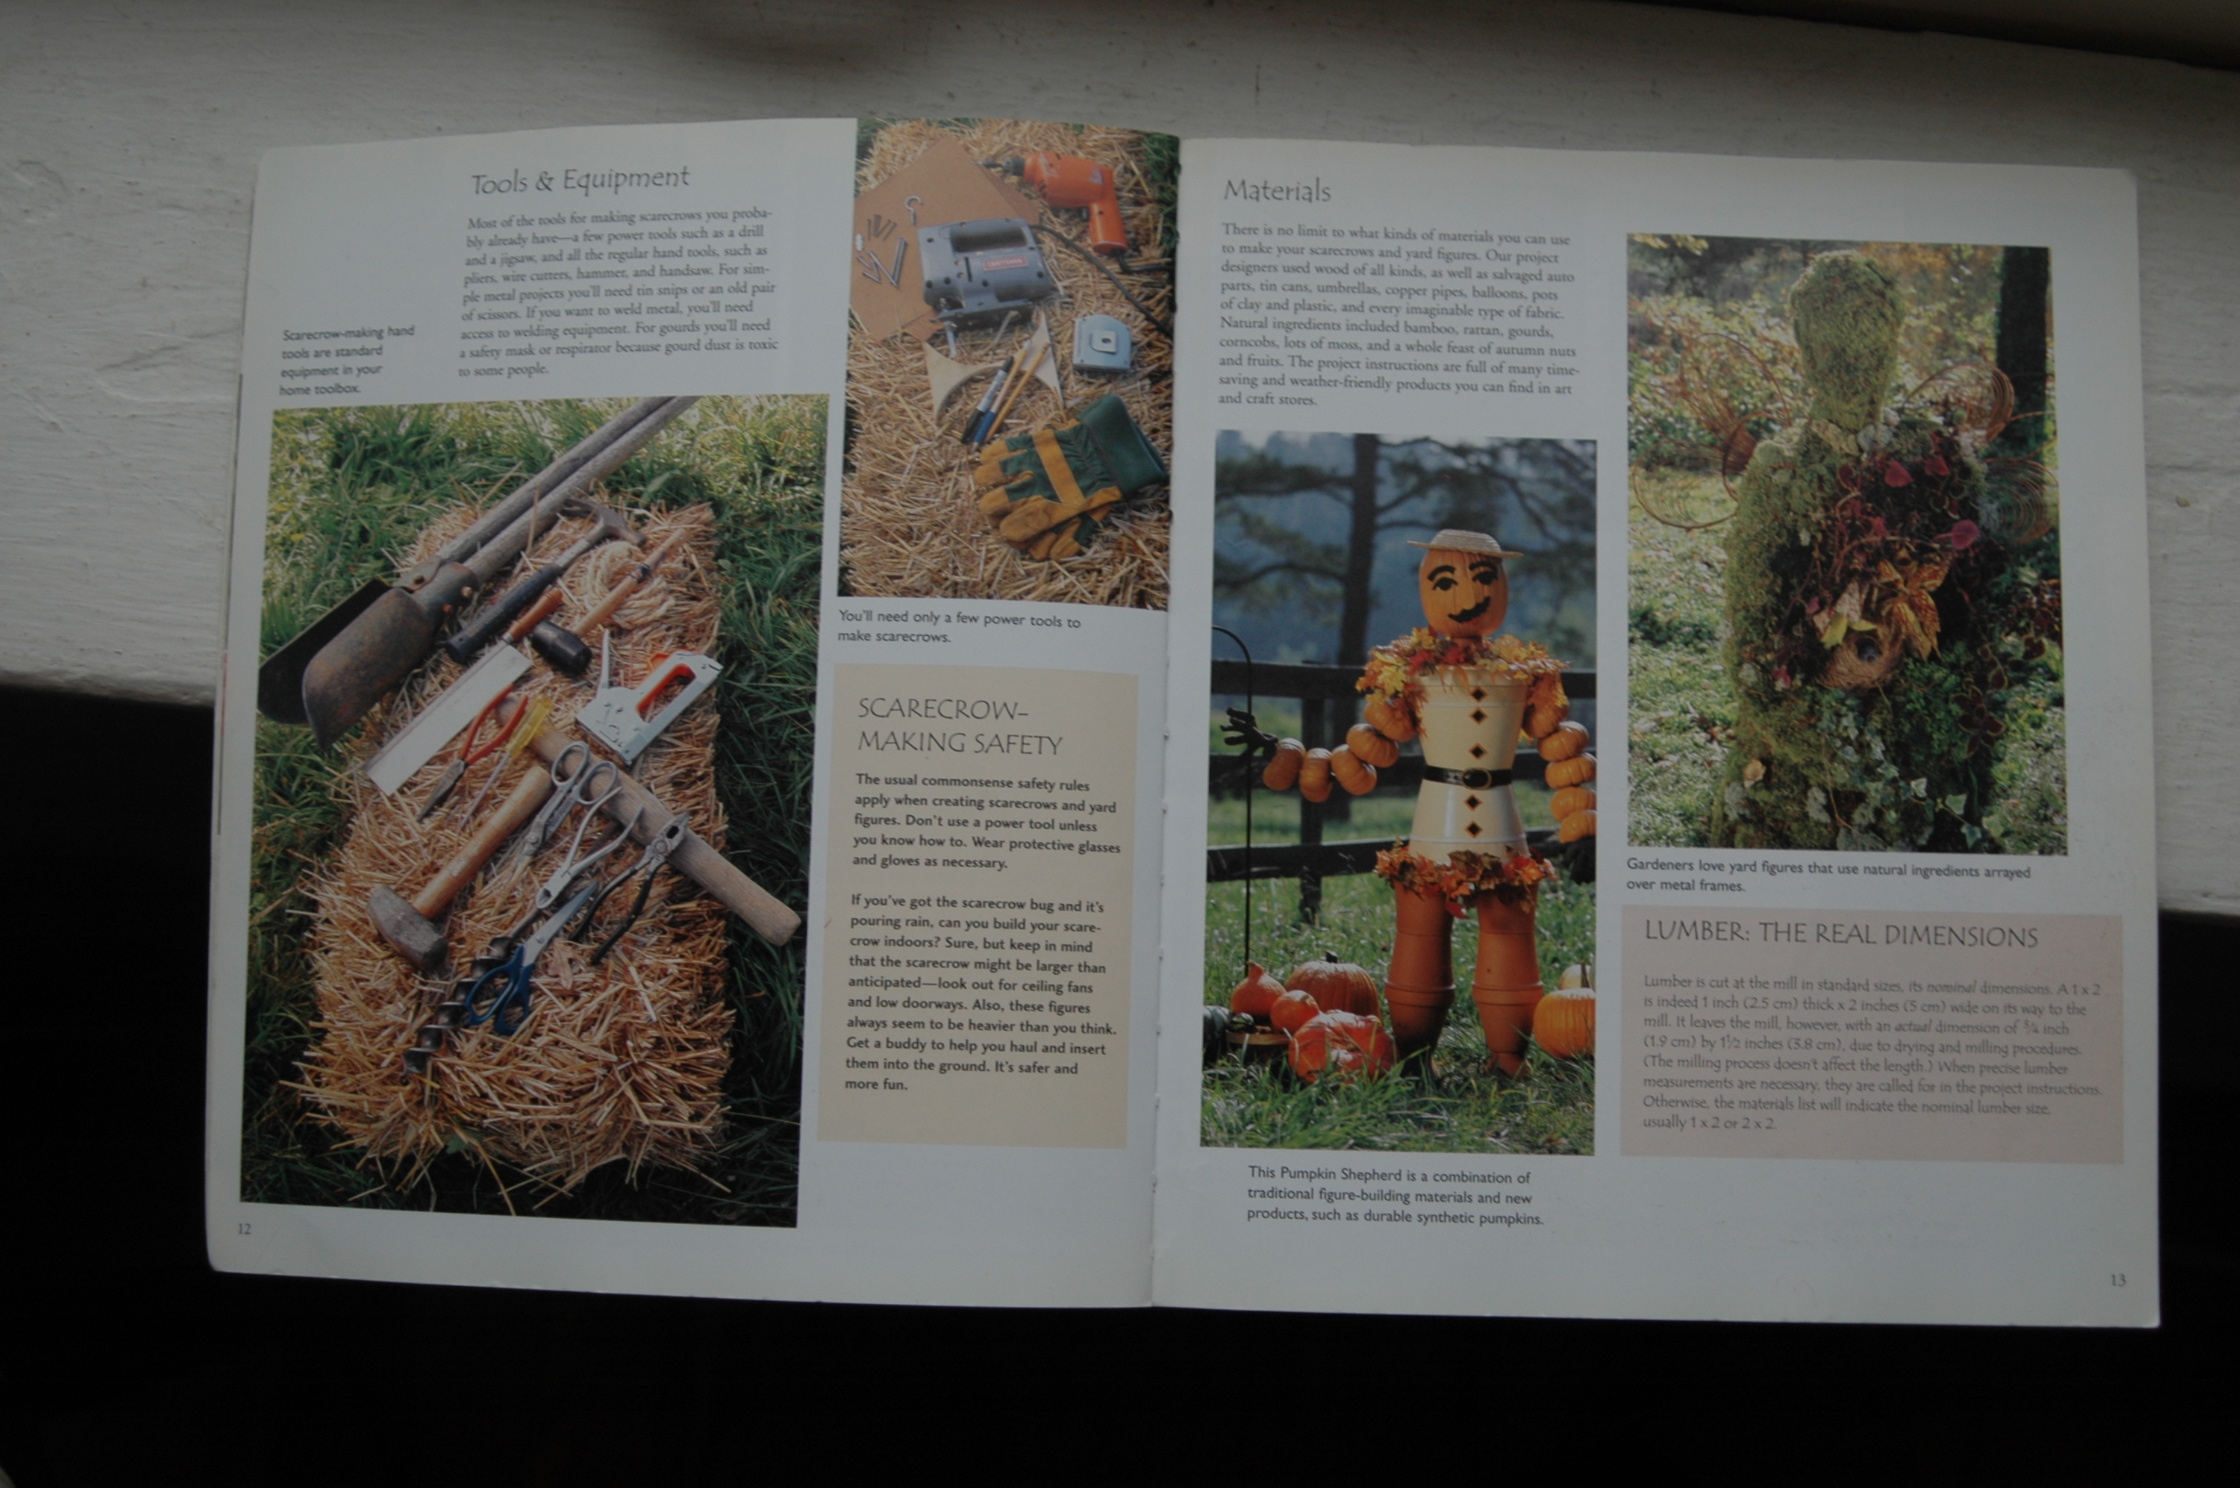 Tools & Equipment
Most of the tools for making scarecrows you proba-
bly already have—a few power tools such as a drill
and a jigsaw, and all the regular hand tools, such as
pliers, wire cutters, hammer, and handsaw. For sim-
ple metal projects you'll need tin snips or an old pair
of scissors. If you want to weld metal, you'll need
access to welding equipment. For gourds you'll need
a safety mask or respirator because gourd dust is toxic
to some people.
Scarecrow-making hand
tools are standard
equipment in your
home toolbox.
You'll need only a few power tools to
make scarecrows.
SCARECROW-
MAKING SAFETY
The usual commonsense safety rules
apply when creating scarecrows and yard
figures. Don't use a power tool unless
you know how to. Wear protective glasses
and gloves as necessary.
If you've got the scarecrow bug and it's
pouring rain, can you build your scare-
crow indoors? Sure, but keep in mind
that the scarecrow might be larger than
anticipated—look out for ceiling fans
and low doorways. Also, these figures
always seem to be heavier than you think.
Get a buddy to help you haul and insert
them into the ground. It's safer and
more fun.
12
Materials
There is no limit to what kinds of materials you can use
to make your scarecrows and yard figures. Our project
designers used wood of all kinds, as well as salvaged auto
parts, tin cans, umbrellas, copper pipes, balloons, pots
of clay and plastic, and every imaginable type of fabric.
Natural ingredients included bamboo, rattan, gourds,
corncobs, lots of moss, and a whole feast of autumn nuts
and fruits. The project instructions are full of many time-
saving and weather-friendly products you can find in art
and craft stores.
This Pumpkin Shepherd is a combination of
traditional figure-building materials and new
products, such as durable synthetic pumpkins.
Gardeners love yard figures that use natural ingredients arrayed
over metal frames.
LUMBER: THE REAL DIMENSIONS
Lumber is cut at the mill in standard sizes, its nominal dimensions. A 1 x 2
is indeed 1 inch (2.5 cm) thick x 2 inches (5 cm) wide on its way to the
mill. It leaves the mill, however, with an actual dimension of ¾ inch
(1.9 cm) by 1½ inches (3.8 cm), due to drying and milling procedures.
(The milling process doesn't affect the length.) When precise lumber
measurements are necessary, they are called for in the project instructions.
Otherwise, the materials list will indicate the nominal lumber size,
usually 1 x 2 or 2 x 2.
13